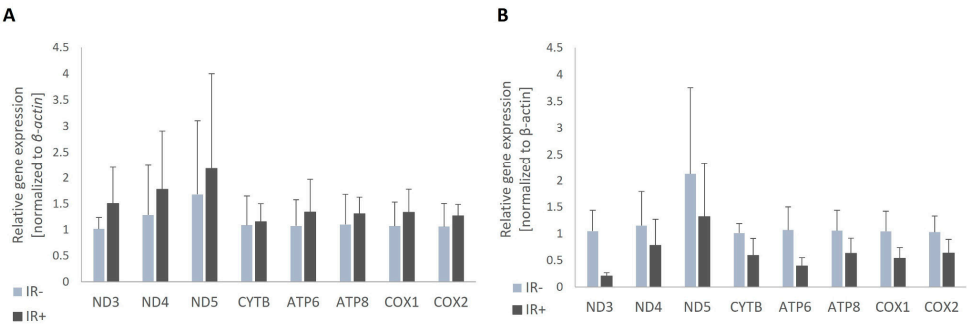 A
Relative gene expression
[normalized to β-actin]
4.5
4
3.5
3
2.5
2
1.5
1
0.5
0
ND3 ND4 ND5 CYTB ATP6 ATP8 COX1 COX2
IR-
IR+
B
Relative gene expression
[normalized to β-actin]
4.5
4
3.5
3
2.5
2
1.5
1
0.5
0
ND3 ND4 ND5 CYTB ATP6 ATP8 COX1 COX2
IR-
IR+